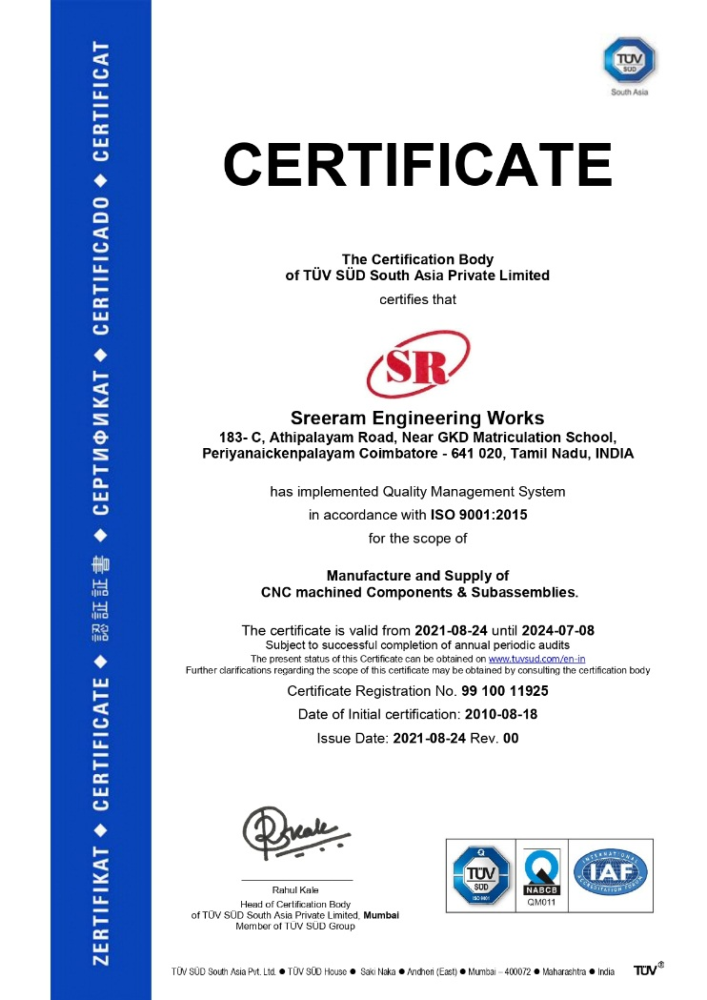 ZERTIFIKAT ◆ CERTIFICATE ◆ 認証証書 ◆ СЕРТИФИКАТ ◆ CERTIFICADO ◆ CERTIFICAT
TÜV
SÜD
South Asia
CERTIFICATE
The Certification Body
of TÜV SÜD South Asia Private Limited
certifies that
SR
Sreeram Engineering Works
183- C, Athipalayam Road, Near GKD Matriculation School,
Periyanaickenpalayam Coimbatore - 641 020, Tamil Nadu, INDIA
has implemented Quality Management System
in accordance with ISO 9001:2015
for the scope of
Manufacture and Supply of
CNC machined Components & Subassemblies.
The certificate is valid from 2021-08-24 until 2024-07-08
Subject to successful completion of annual periodic audits
The present status of this Certificate can be obtained on www.tuvsud.com/en-in
Further clarifications regarding the scope of this certificate may be obtained by consulting the certification body
Certificate Registration No. 99 100 11925
Date of Initial certification: 2010-08-18
Issue Date: 2021-08-24 Rev. 00
RKale
Rahul Kale
Head of Certification Body
of TÜV SÜD South Asia Private Limited, Mumbai
Member of TÜV SÜD Group
TÜV
SÜD
ISO 9001
NABCB
QM011
INTERNATIONAL
IAF
ACCREDITATION FORUM
TÜV SÜD South Asia Pvt. Ltd. ● TÜV SÜD House ● Saki Naka ● Andheri (East) ● Mumbai – 400072 ● Maharashtra ● India
TÜV®